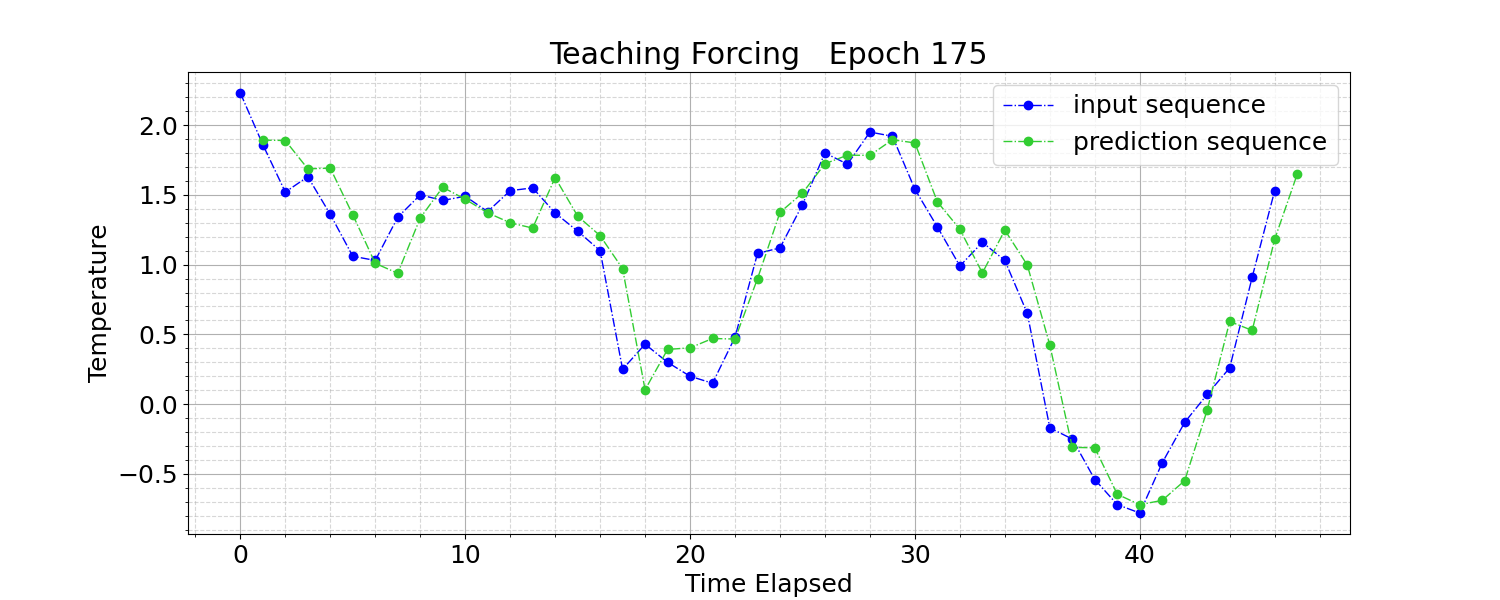 Teaching Forcing   Epoch 175
input sequence
prediction sequence
Temperature
2.0
1.5
1.0
0.5
0.0
−0.5
0 10 20 30 40
Time Elapsed